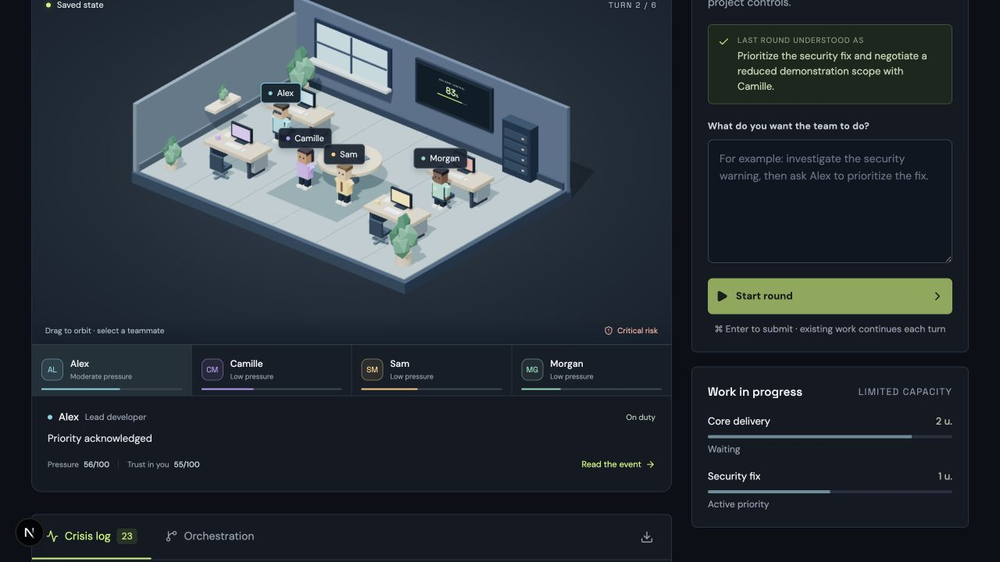 Saved state
TURN 2 / 6
Alex
Camille
Sam
Morgan
83%
Drag to orbit · select a teammate
Critical risk
AL
Alex
Moderate pressure
CM
Camille
Low pressure
SM
Sam
Low pressure
MG
Morgan
Low pressure
Alex Lead developer
On duty
Priority acknowledged
Pressure 56/100
Trust in you 55/100
Read the event
Crisis log 23
Orchestration
N
project controls.
LAST ROUND UNDERSTOOD AS
Prioritize the security fix and negotiate a
reduced demonstration scope with
Camille.
What do you want the team to do?
For example: investigate the security
warning, then ask Alex to prioritize the fix.
Start round
⌘ Enter to submit · existing work continues each turn
Work in progress
LIMITED CAPACITY
Core delivery
2 u.
Waiting
Security fix
1 u.
Active priority